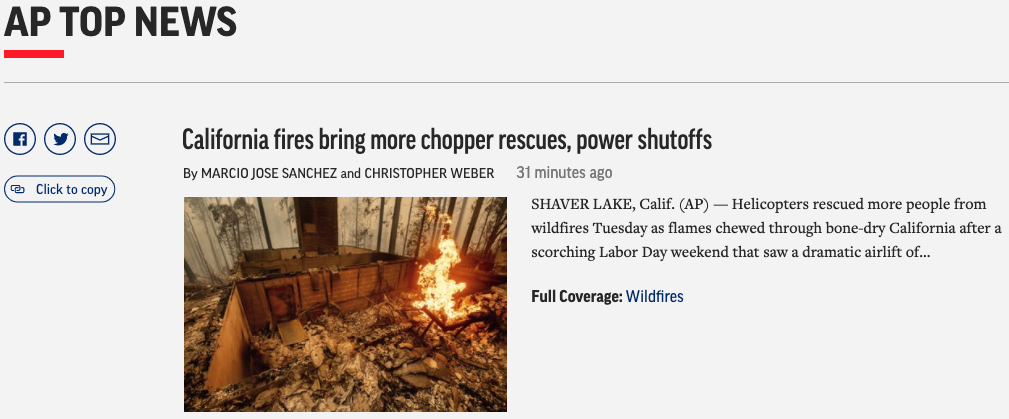 AP TOP NEWS
Click to copy
California fires bring more chopper rescues, power shutoffs
By MARCIO JOSE SANCHEZ and CHRISTOPHER WEBER 31 minutes ago
SHAVER LAKE, Calif. (AP) — Helicopters rescued more people from
wildfires Tuesday as flames chewed through bone-dry California after a
scorching Labor Day weekend that saw a dramatic airlift of...
Full Coverage: Wildfires